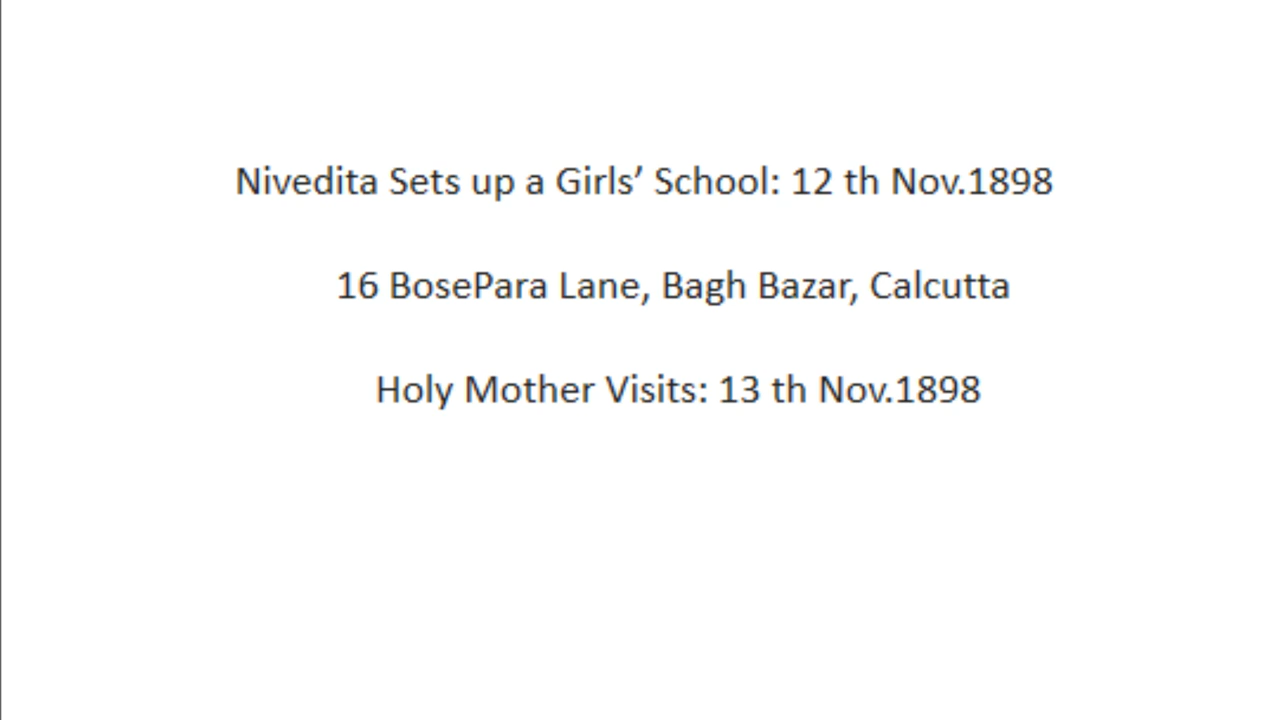 Nivedita Sets up a Girls’ School: 12 th Nov.1898
16 BosePara Lane, Bagh Bazar, Calcutta
Holy Mother Visits: 13 th Nov.1898